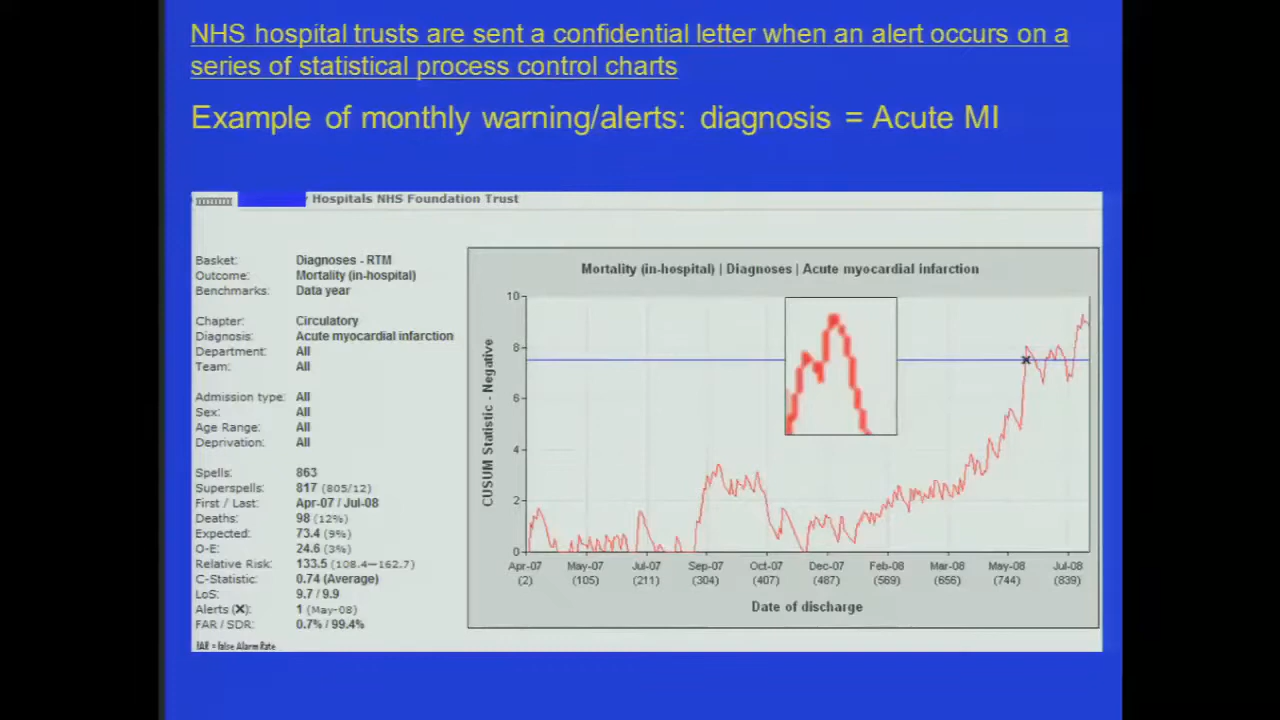 NHS hospital trusts are sent a confidential letter when an alert occurs on a
series of statistical process control charts
Example of monthly warning/alerts: diagnosis = Acute MI
Hospitals NHS Foundation Trust
Basket: Diagnoses - RTM
Outcome: Mortality (in-hospital)
Benchmarks: Data year
Chapter: Circulatory
Diagnosis: Acute myocardial infarction
Department: All
Team: All
Admission type: All
Sex: All
Age Range: All
Deprivation: All
Spells: 863
Superspells: 817 (805/12)
First / Last: Apr-07 / Jul-08
Deaths: 98 (12%)
Expected: 73.4 (9%)
O-E: 24.6 (3%)
Relative Risk: 133.5 (108.4—162.7)
C-Statistic: 0.74 (Average)
LoS: 9.7 / 9.9
Alerts (X): 1 (May-08)
FAR / SDR: 0.7% / 99.4%
FAR = False Alarm Rate
Mortality (in-hospital) | Diagnoses | Acute myocardial infarction
CUSUM Statistic - Negative
10
8
6
4
2
0
Apr-07 May-07 Jul-07 Sep-07 Oct-07 Dec-07 Feb-08 Mar-08 May-08 Jul-08
(2) (105) (211) (304) (407) (487) (569) (656) (744) (839)
Date of discharge